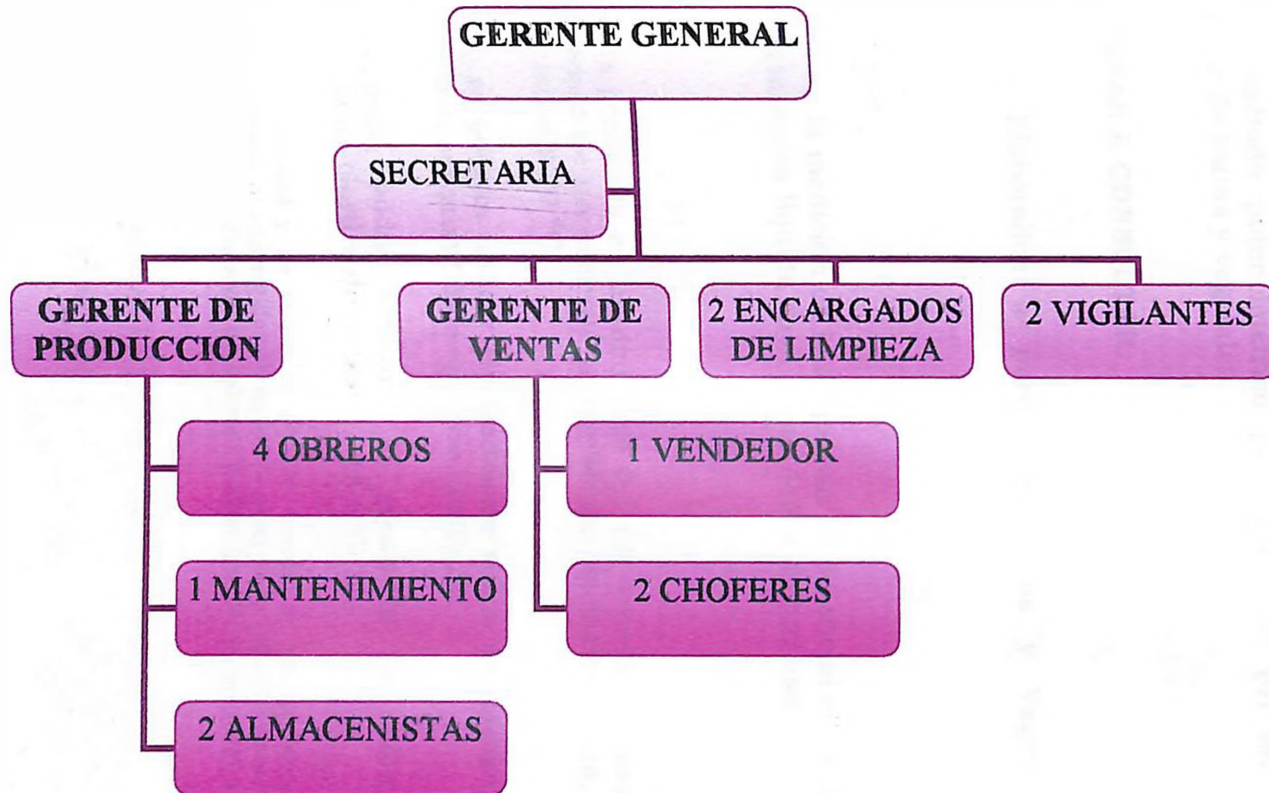 GERENTE GENERAL
SECRETARIA
GERENTE DE
PRODUCCION
GERENTE DE
VENTAS
2 ENCARGADOS
DE LIMPIEZA
2 VIGILANTES
4 OBREROS
1 VENDEDOR
1 MANTENIMIENTO
2 CHOFERES
2 ALMACENISTAS